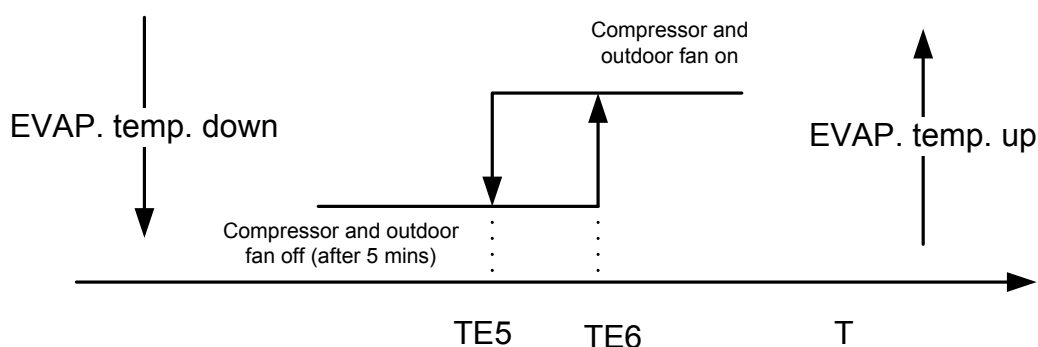 Compressor and
outdoor fan on
EVAP. temp. down
EVAP. temp. up
Compressor and outdoor
fan off (after 5 mins)
TE5
TE6
T